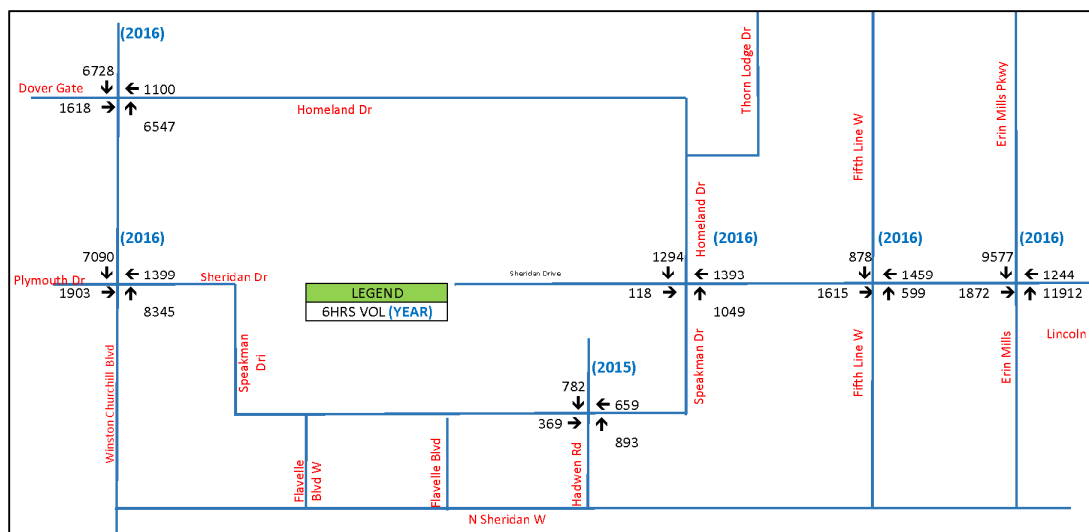 (2016)
6728
Dover Gate
1100
1618
6547
Homeland Dr
Thorn Lodge Dr
Fifth Line W
Erin Mills Pkwy
Homeland Dr
(2016)
(2016)
(2016)
(2016)
7090
1294
878
9577
Plymouth Dr
1399
Sheridan Dr
Sheridan Drive
1393
1459
1244
1903
8345
LEGEND
6HRS VOL (YEAR)
118
1049
1615
599
1872
11912
Lincoln
Winston Churchill Blvd
Speakman
Dri
Speakman Dr
Fifth Line W
Erin Mills
(2015)
782
659
369
893
Flavelle
Blvd W
Flavelle Blvd
Hadwen Rd
N Sheridan W